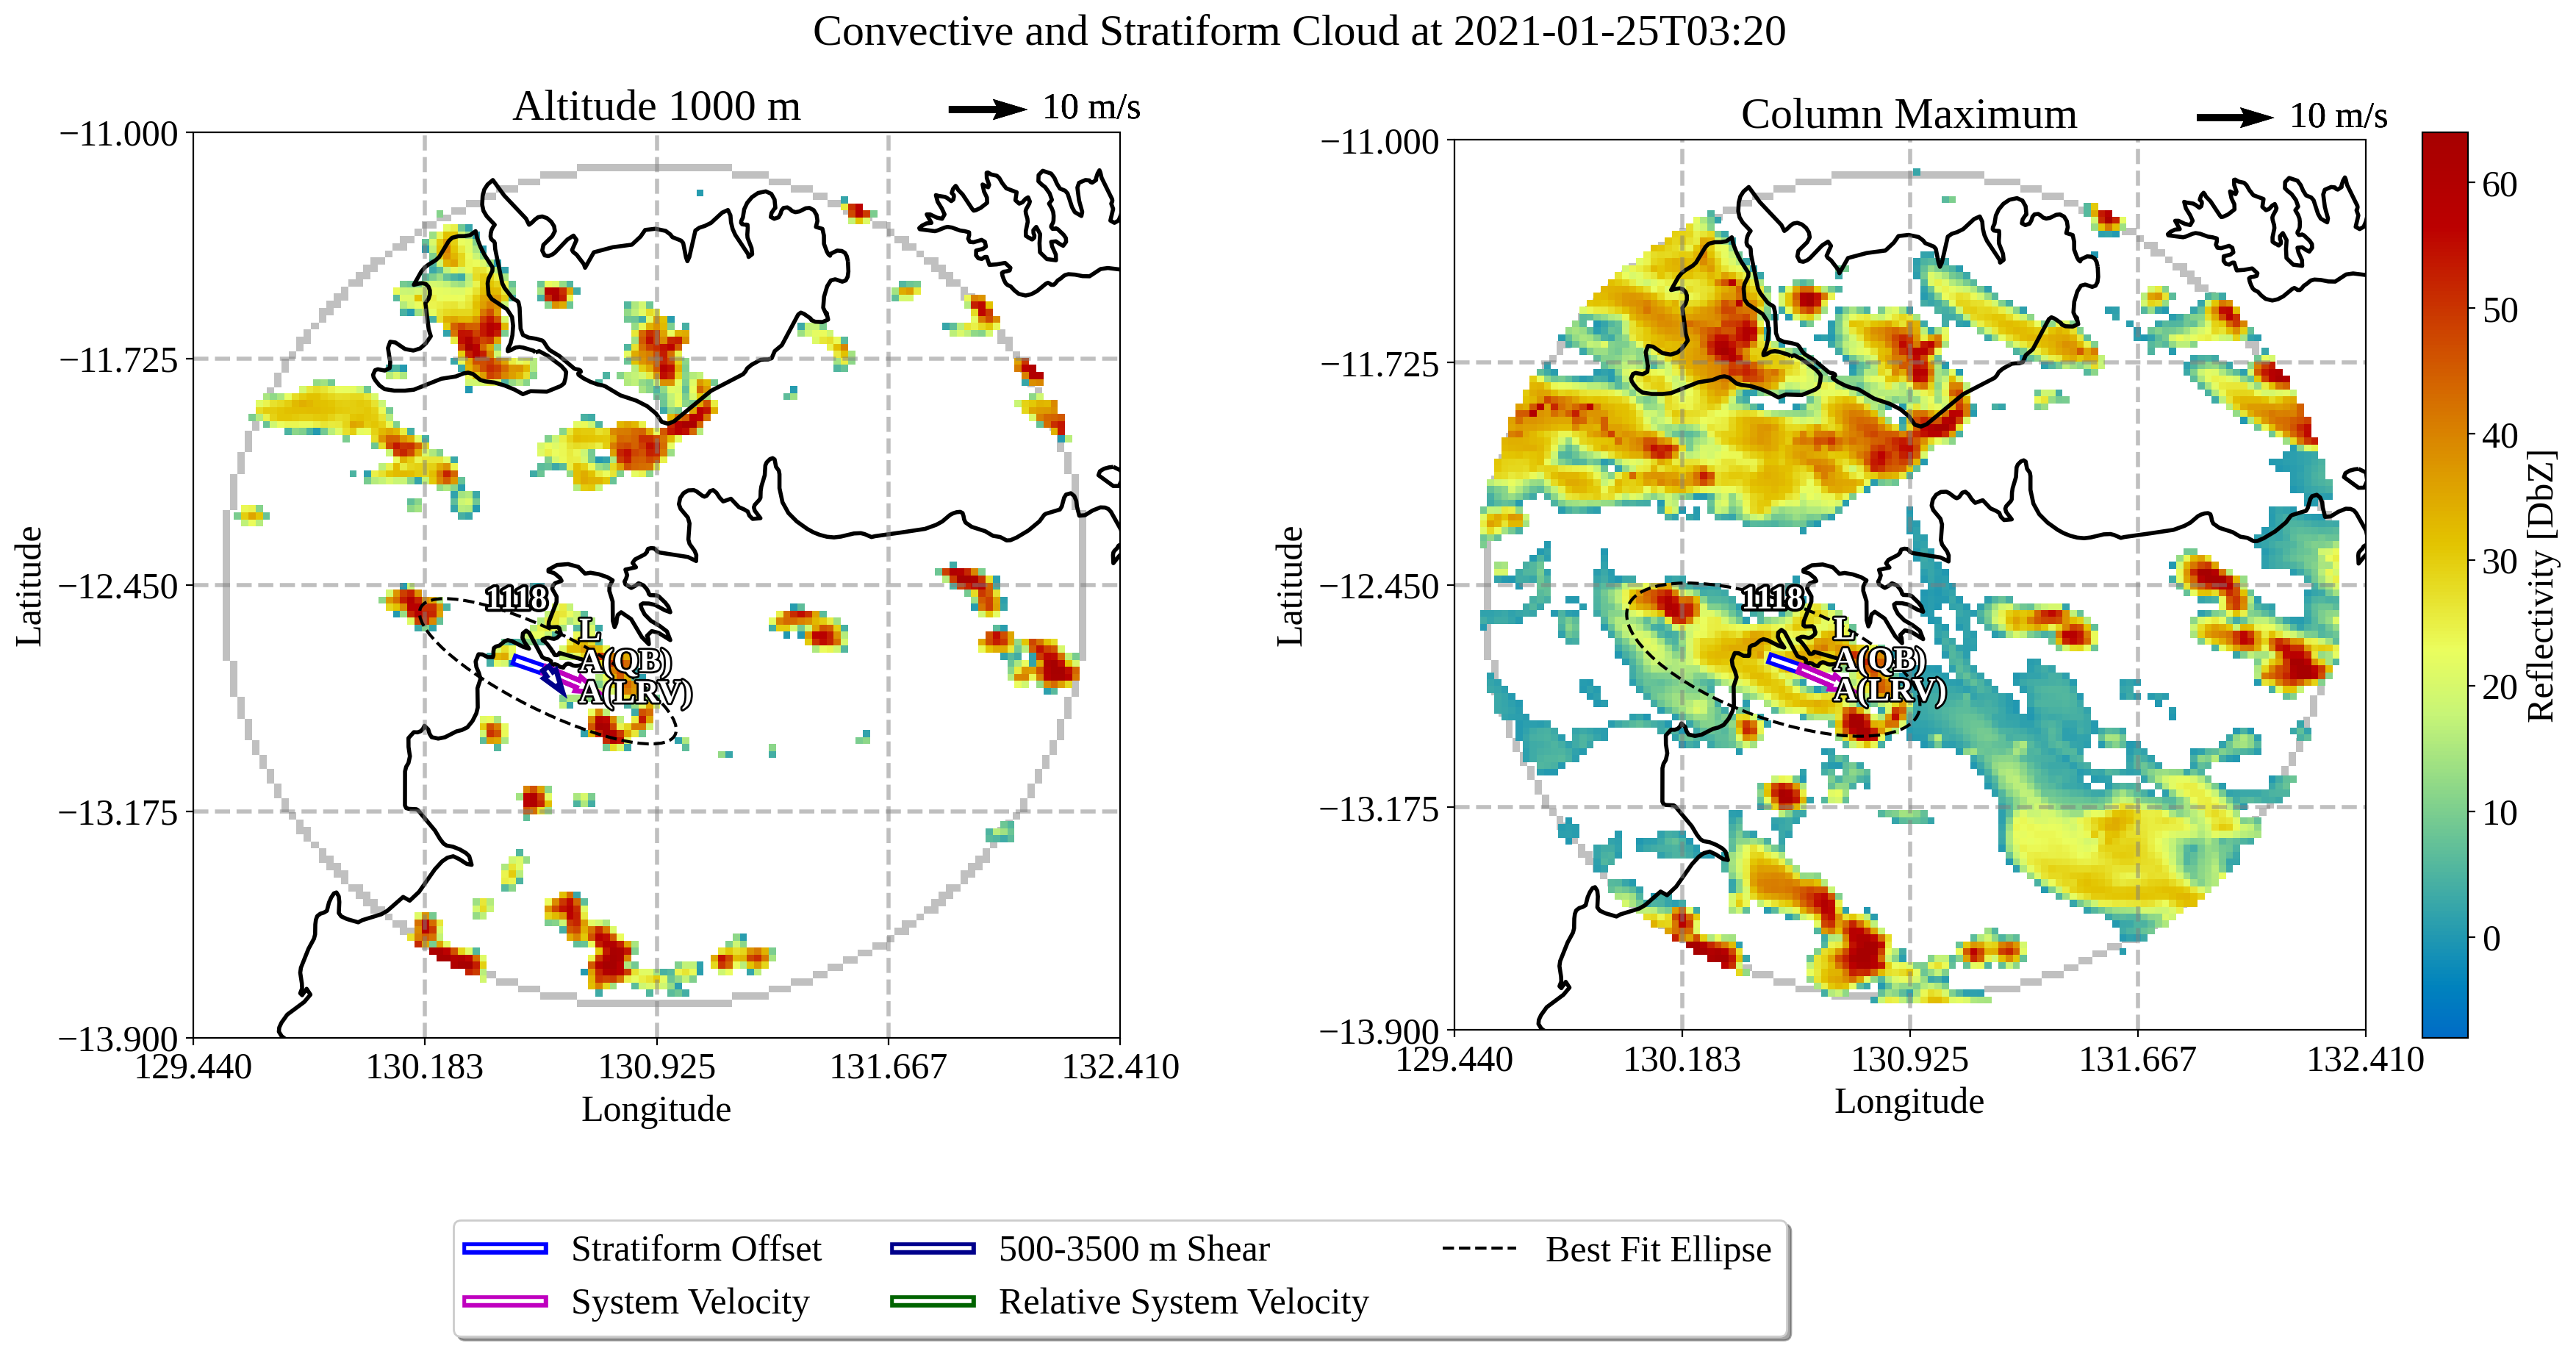 Convective and Stratiform Cloud at 2021-01-25T03:20
Altitude 1000 m
10 m/s
Latitude
−11.000
−11.725
−12.450
−13.175
−13.900
1118
L
A(QB)
A(LRV)
129.440
130.183
130.925
131.667
132.410
Longitude
Column Maximum
10 m/s
Latitude
−11.000
−11.725
−12.450
−13.175
−13.900
1118
L
A(QB)
A(LRV)
129.440
130.183
130.925
131.667
132.410
Longitude
60
50
40
30
20
10
0
Reflectivity [DbZ]
Stratiform Offset
System Velocity
500-3500 m Shear
Relative System Velocity
Best Fit Ellipse